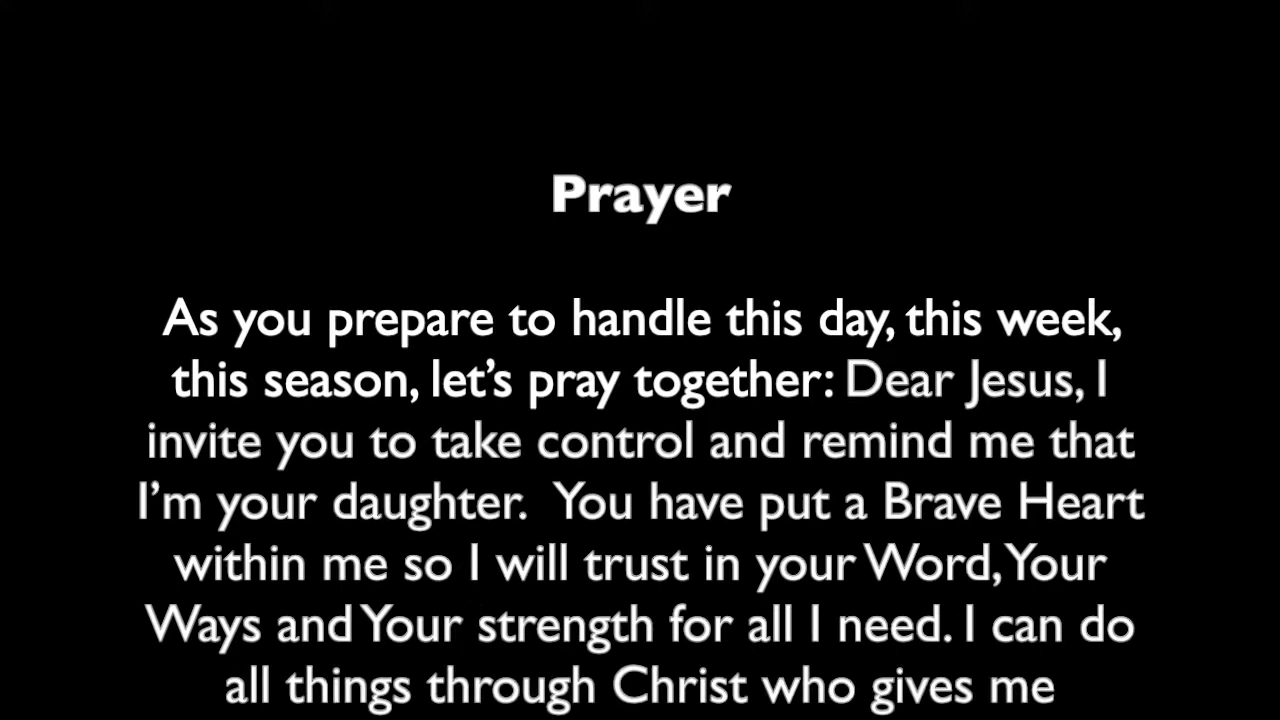 Prayer
As you prepare to handle this day, this week,
this season, let’s pray together: Dear Jesus, I
invite you to take control and remind me that
I’m your daughter.  You have put a Brave Heart
within me so I will trust in your Word, Your
Ways and Your strength for all I need. I can do
all things through Christ who gives me